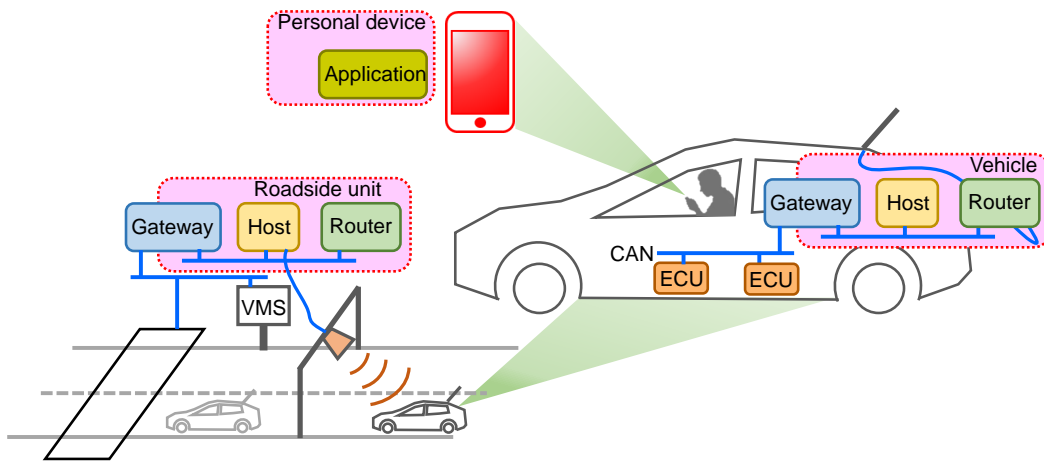 Personal device
Application
Roadside unit
Gateway
Host
Router
VMS
Vehicle
Gateway
Host
Router
CAN
ECU
ECU